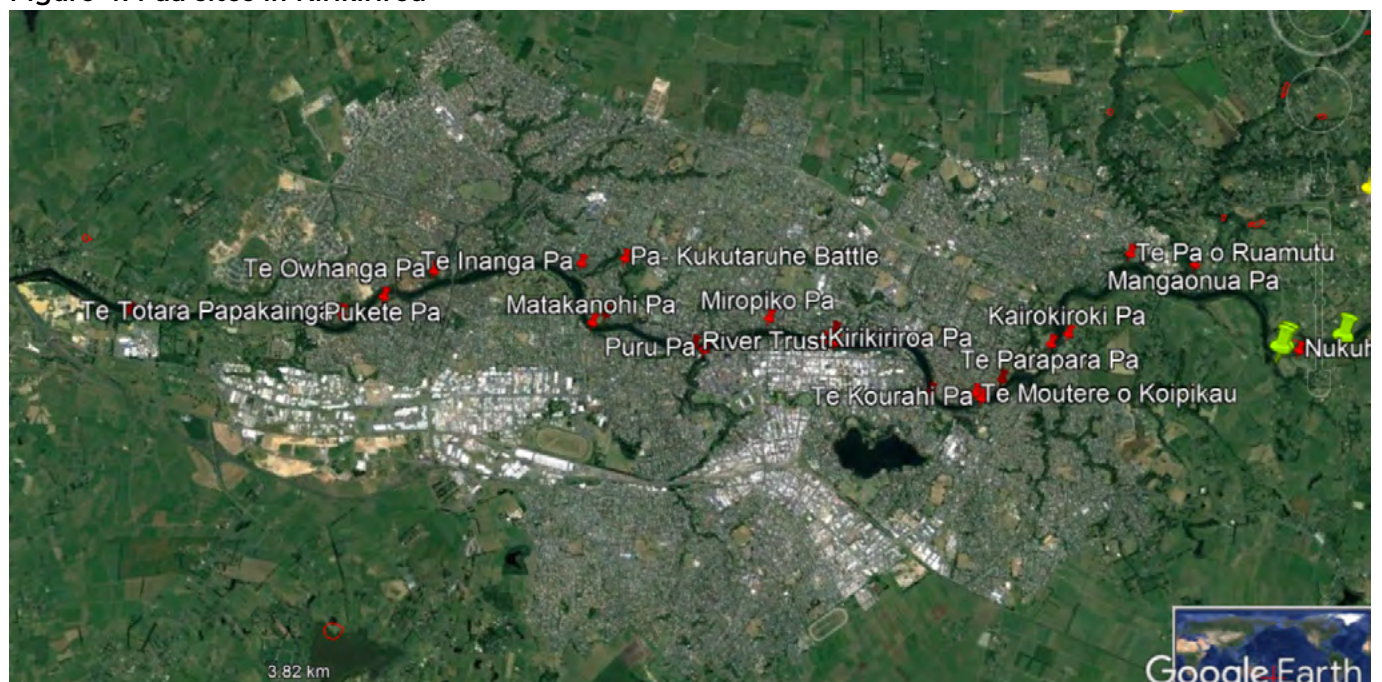 Te Owhanga Pa
Te Inanga Pa
Pa- Kukutaruhe Battle
Te Pa o Ruamutu
Mangaonua Pa
Te Totara Papakainga
Pukete Pa
Matakanohi Pa
Miropiko Pa
Kairokiroki Pa
Puru Pa
River Trust
Kirikiriroa Pa
Te Parapara Pa
Te Kourahi Pa
Te Moutere o Koipikau
3.82 km
Google Earth